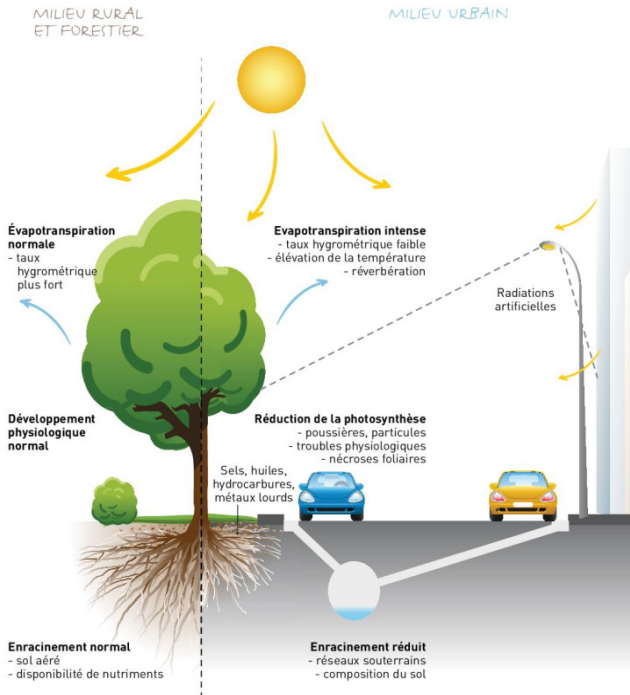 MILIEU RURAL
ET FORESTIER
MILIEU URBAIN
Évapotranspiration
normale
- taux
hygrométrique
plus fort
Evapotranspiration intense
- taux hygrométrique faible
- élévation de la température
- réverbération
Radiations
artificielles
Développement
physiologique
normal
Réduction de la photosynthèse
- poussières, particules
- troubles physiologiques
- nécroses foliaires
Sels, huiles,
hydrocarbures,
métaux lourds
Enracinement normal
- sol aéré
- disponibilité de nutriments
Enracinement réduit
- réseaux souterrains
- composition du sol